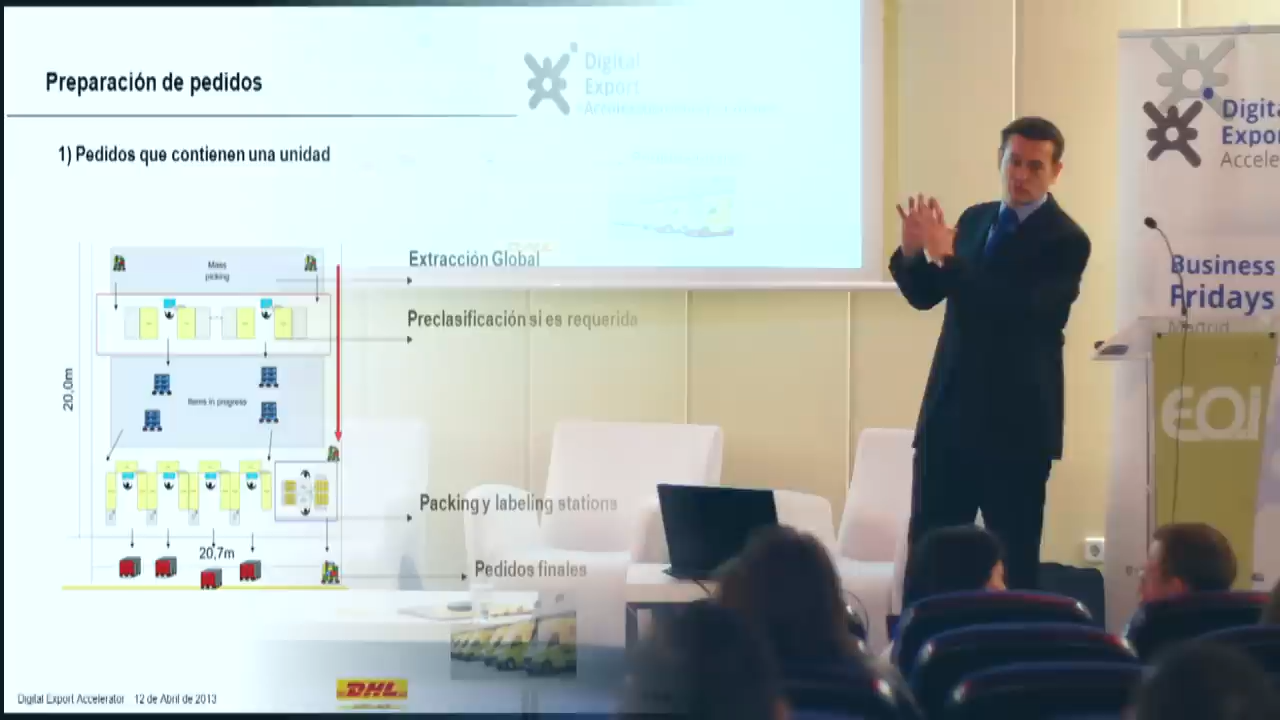 Preparación de pedidos
1) Pedidos que contienen una unidad
Digital
Export
Mass
picking
Extracción Global
Preclasificación si es requerida
20,0m
Items in progress
Packing y labeling stations
20,7m
Pedidos finales
Digital Export Accelerator 12 de Abril de 2013
DHL
Digita
Expor
Accele
Business
Fridays
Madrid
EOI